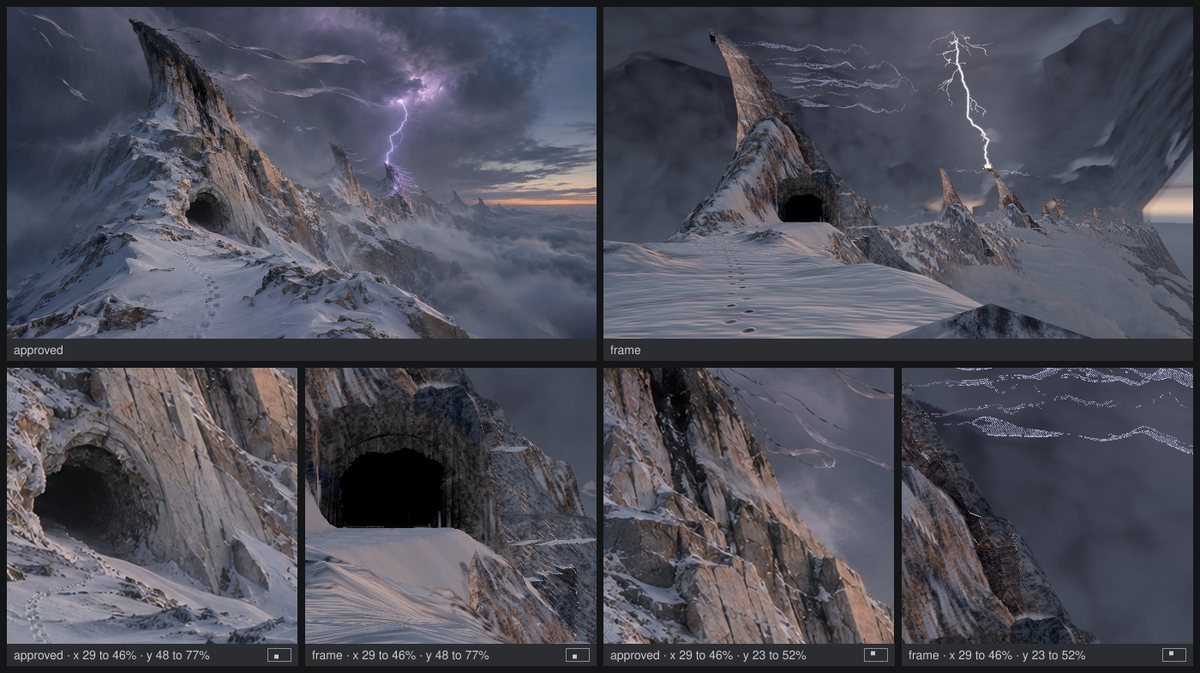 approved
frame
approved · x 29 to 46% · y 48 to 77%
frame · x 29 to 46% · y 48 to 77%
approved · x 29 to 46% · y 23 to 52%
frame · x 29 to 46% · y 23 to 52%